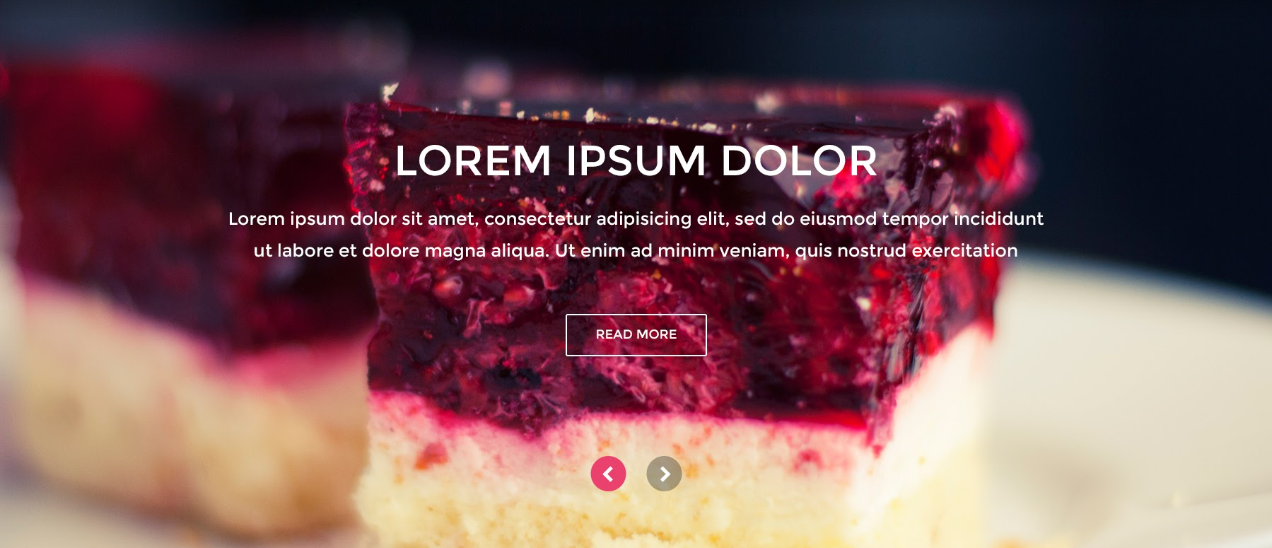 LOREM IPSUM DOLOR
Lorem ipsum dolor sit amet, consectetur adipisicing elit, sed do eiusmod tempor incididunt
ut labore et dolore magna aliqua. Ut enim ad minim veniam, quis nostrud exercitation
READ MORE